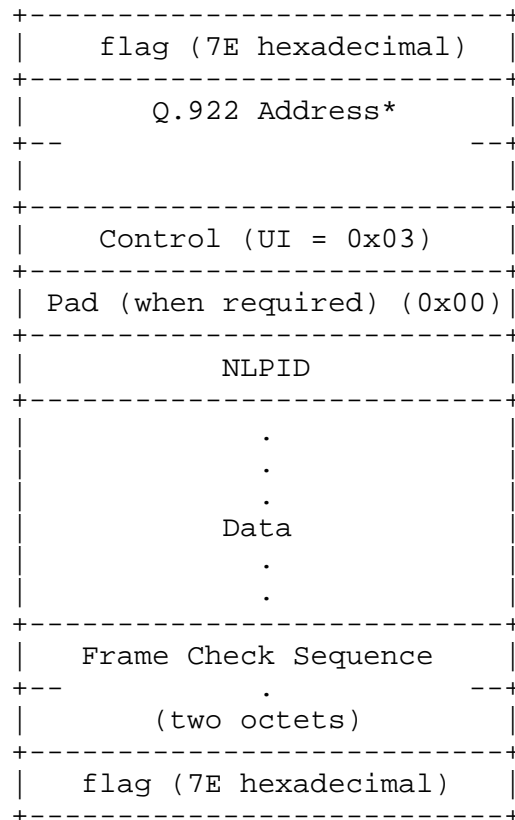 flag (7E hexadecimal)
Q.922 Address*
Control (UI = 0x03)
Pad (when required) (0x00)
NLPID
.
.
.
Data
.
.
Frame Check Sequence
.
(two octets)
flag (7E hexadecimal)